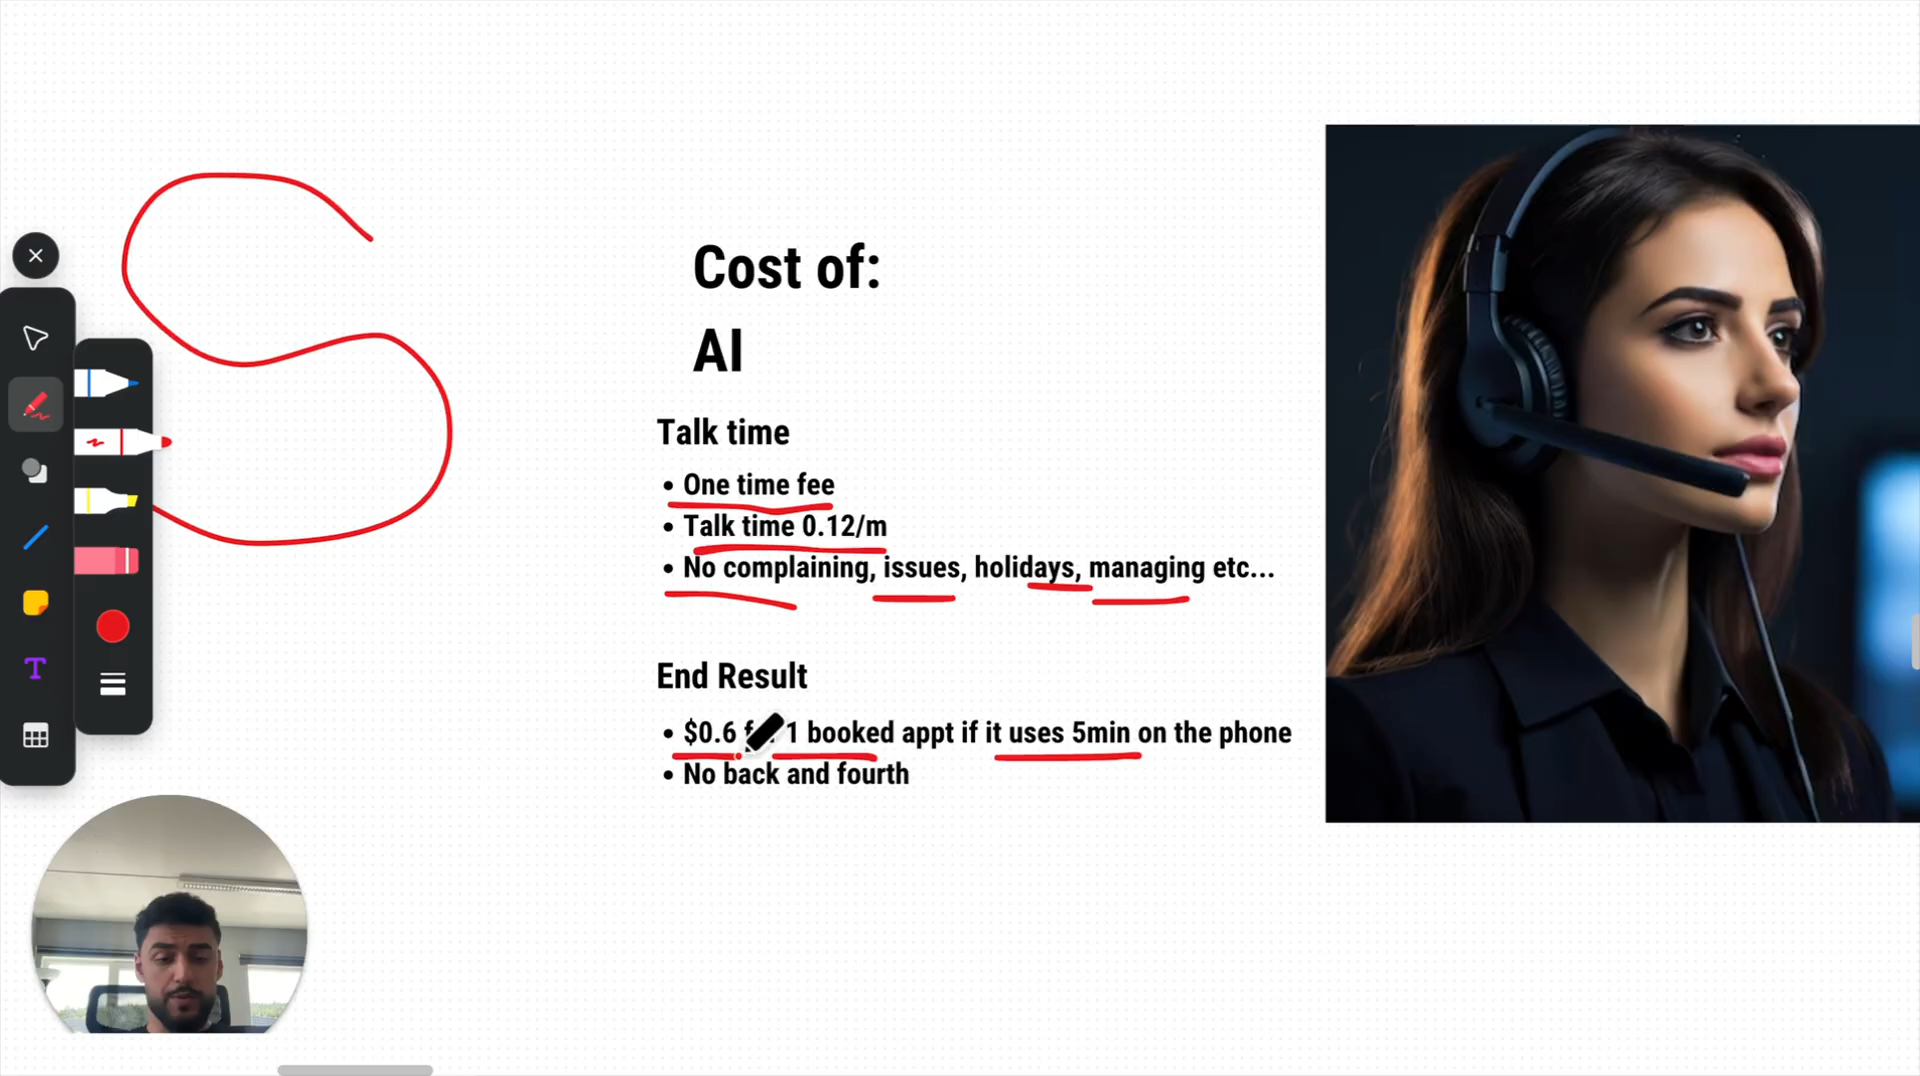 Cost of:
AI
Talk time
• One time fee
• Talk time 0.12/m
• No complaining, issues, holidays, managing etc...
End Result
• $0.6 1 booked appt if it uses 5min on the phone
• No back and fourth